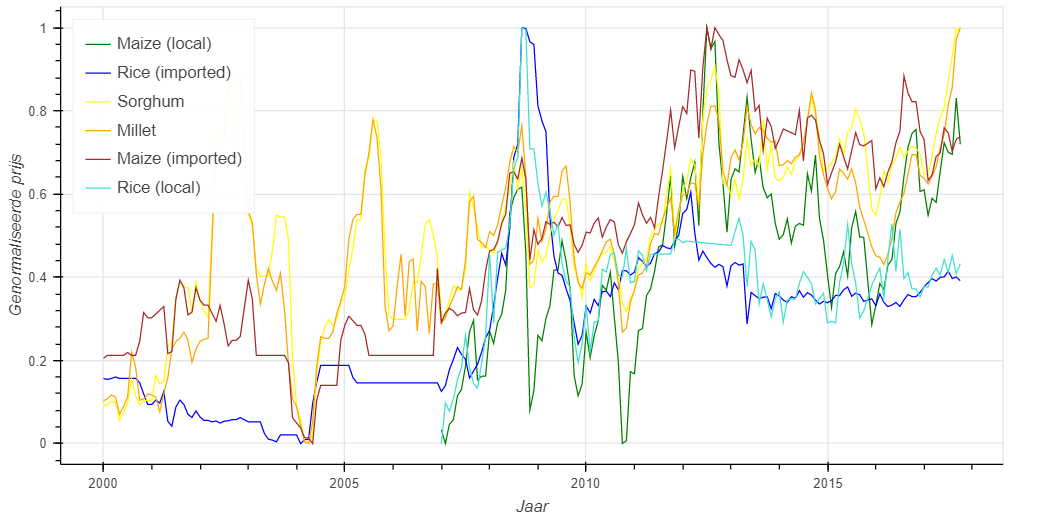 Genormaliseerde prijs
1
0.8
0.6
0.4
0.2
0
Maize (local)
Rice (imported)
Sorghum
Millet
Maize (imported)
Rice (local)
2000
2005
2010
2015
Jaar